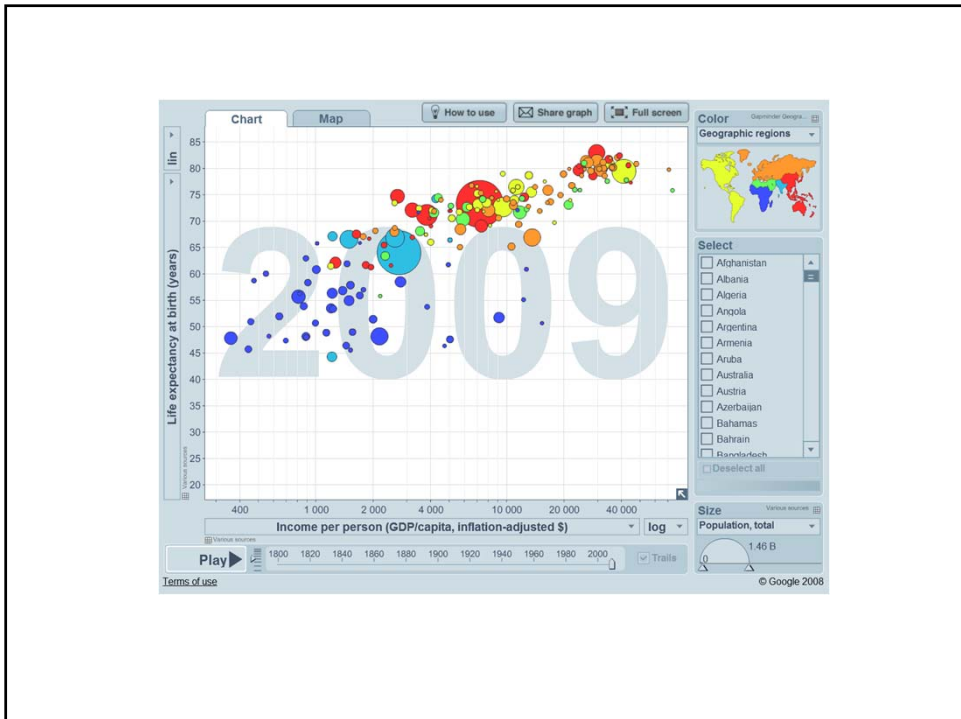 Chart
Map
How to use
Share graph
Full screen
Color
Gapminder Geogra...
Geographic regions
lin
Life expectancy at birth (years)
Various sources
85
80
75
70
65
60
55
50
45
40
35
30
25
20
2009
400
1 000
2 000
4 000
10 000
20 000
40 000
Income per person (GDP/capita, inflation-adjusted $)
log
Various sources
Select
Afghanistan
Albania
Algeria
Angola
Argentina
Armenia
Aruba
Australia
Austria
Azerbaijan
Bahamas
Bahrain
Bangladesh
Deselect all
Size
Various sources
Population, total
0
1.46 B
Play
1800 1820 1840 1860 1880 1900 1920 1940 1960 1980 2000
Trails
Terms of use
© Google 2008